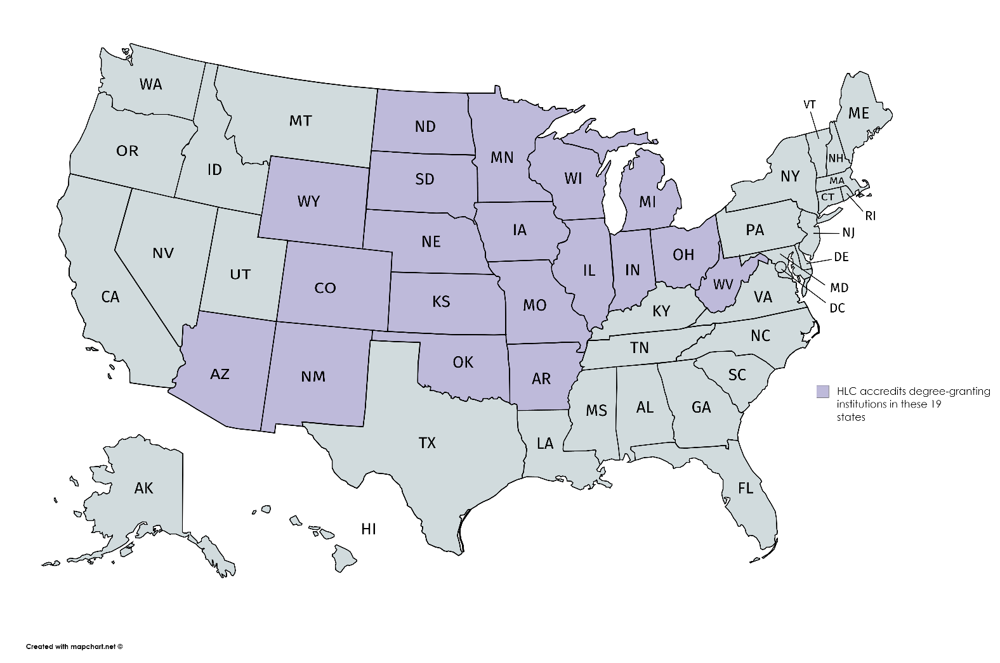 WA
MT
ND
MN
VT
ME
OR
ID
SD
WI
NH
NY
MA
WY
MI
CT
RI
IA
PA
NJ
NE
NV
OH
DE
UT
IL
IN
CO
WV
MD
CA
KS
MO
VA
DC
KY
NC
TN
OK
AZ
NM
AR
SC
HLC accredits degree-granting
institutions in these 19
states
MS
AL
GA
TX
LA
AK
FL
HI
Created with mapchart.net ©